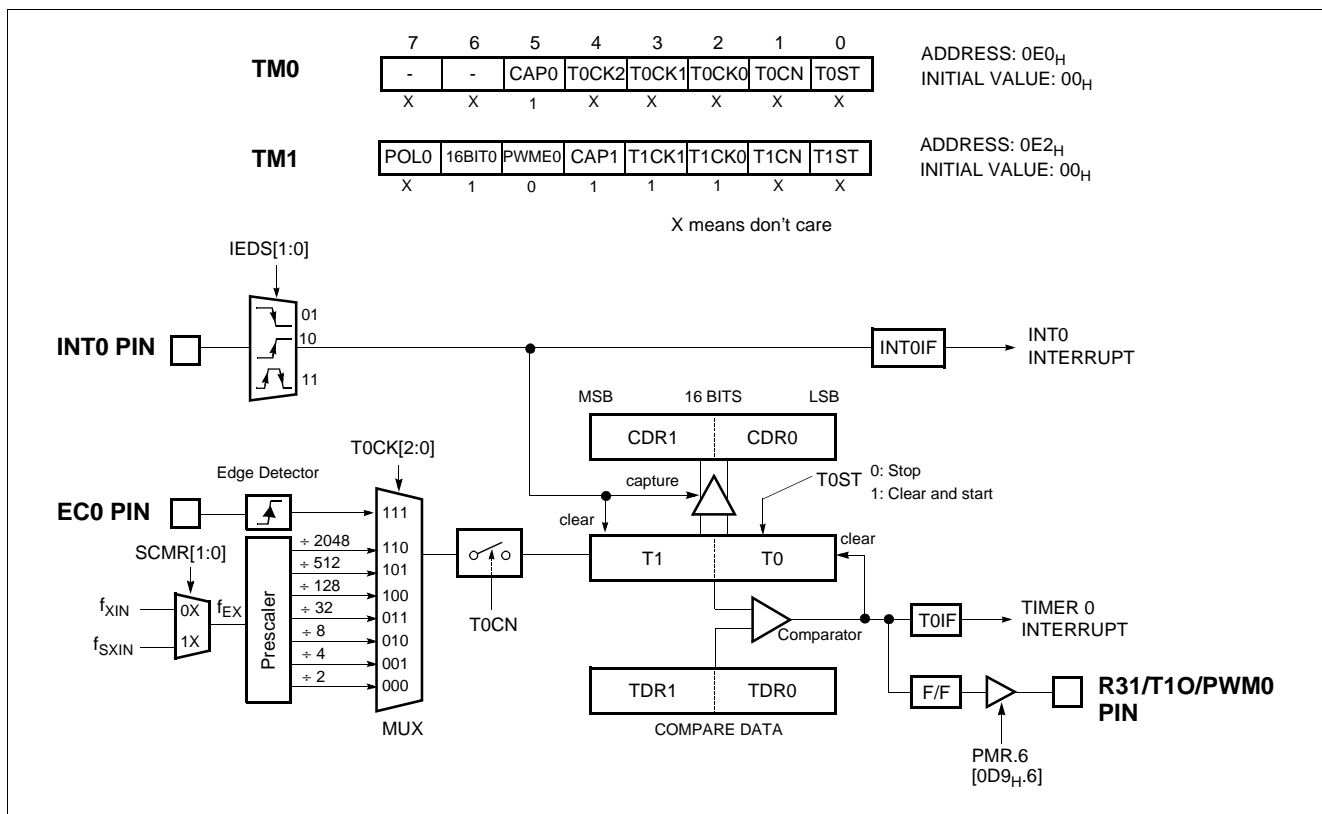 7 6 5 4 3 2 1 0
TM0 - - CAP0 T0CK2 T0CK1 T0CK0 T0CN T0ST
X X 1 X X X X X
ADDRESS: 0E0H
INITIAL VALUE: 00H
TM1 POL0 16BIT0 PWME0 CAP1 T1CK1 T1CK0 T1CN T1ST
X 1 0 1 1 1 X X
ADDRESS: 0E2H
INITIAL VALUE: 00H
X means don't care
IEDS[1:0]
01
INT0 PIN
10
11
INT0IF
INT0
INTERRUPT
MSB 16 BITS LSB
CDR1 CDR0
T0CK[2:0]
Edge Detector
capture
T0ST
0: Stop
1: Clear and start
EC0 PIN
111
clear
clear
SCMR[1:0]
÷ 2048 110
÷ 512 101
÷ 128 100
÷ 32 011
÷ 8 010
÷ 4 001
÷ 2 000
T1 T0
fXIN
0X
fEX
fSXIN
1X
Prescaler
T0CN
MUX
Comparator
T0IF
TIMER 0
INTERRUPT
TDR1 TDR0
COMPARE DATA
F/F
R31/T1O/PWM0
PIN
PMR.6
[0D9H.6]